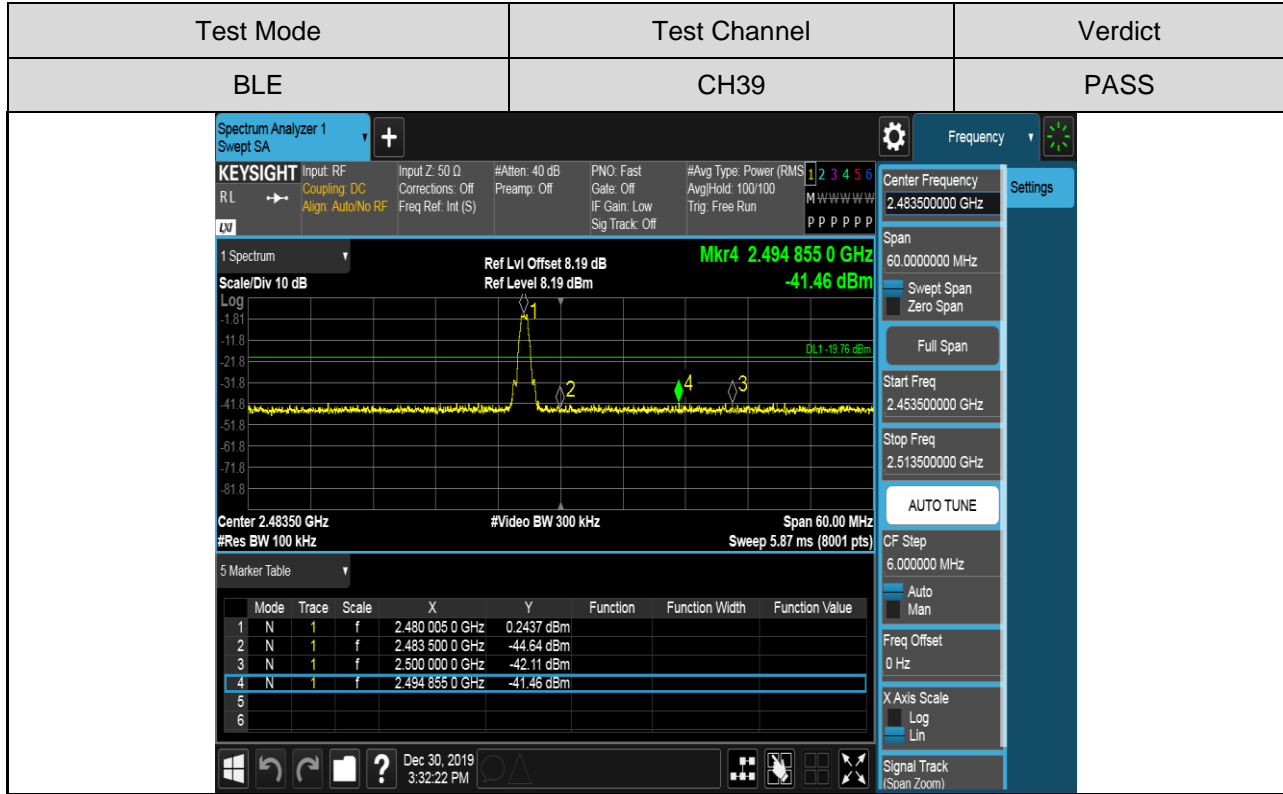 Test Mode Test Channel Verdict
BLE CH39 PASS
Spectrum Analyzer 1
Swept SA
+
Frequency
KEYSIGHT Input: RF Input Z: 50 Ω #Atten: 40 dB PNO: Fast #Avg Type: Power (RMS 1 2 3 4 5 6
R L Coupling: DC Corrections: Off Preamp: Off Gate: Off Avg|Hold: 100/100 M W W W W W
Align: Auto/No RF Freq Ref: Int (S) IF Gain: Low Trig: Free Run
LXI Sig Track: Off P P P P P P
Center Frequency
2.483500000 GHz
Settings
1 Spectrum
Scale/Div 10 dB
Ref Lvl Offset 8.19 dB
Ref Level 8.19 dBm
Mkr4 2.494 855 0 GHz
-41.46 dBm
Log
-1.81
-11.8
-21.8
-31.8
-41.8
-51.8
-61.8
-71.8
-81.8
1
DL1 -19.76 dBm
2
4
3
Center 2.48350 GHz #Video BW 300 kHz Span 60.00 MHz
#Res BW 100 kHz Sweep 5.87 ms (8001 pts)
Span
60.0000000 MHz
Swept Span
Zero Span
Full Span
Start Freq
2.453500000 GHz
Stop Freq
2.513500000 GHz
AUTO TUNE
CF Step
6.000000 MHz
Auto
Man
Freq Offset
0 Hz
X Axis Scale
Log
Lin
Signal Track
(Span Zoom)
5 Marker Table
Mode Trace Scale X Y Function Function Width Function Value
1 N 1 f 2.480 005 0 GHz 0.2437 dBm
2 N 1 f 2.483 500 0 GHz -44.64 dBm
3 N 1 f 2.500 000 0 GHz -42.11 dBm
4 N 1 f 2.494 855 0 GHz -41.46 dBm
5
6
? Dec 30, 2019
3:32:22 PM